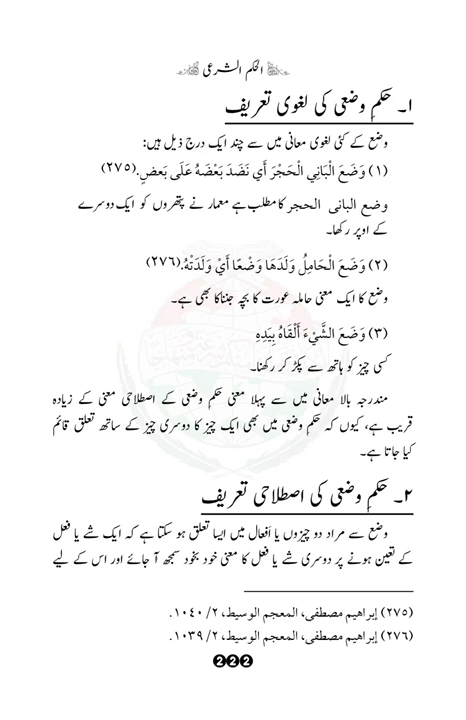 الحکم الشرعی
۱۔ حکمِ وضعی کی لغوی تعریف
وضع کے کئی لغوی معانی میں سے چند ایک درج ذیل ہیں:
(۱) وَضَعَ الْبَانِي الْحَجْرَ أَي نَضَدَ بَعْضَهُ عَلَى بَعضٍ.(۲۷۵)
وضع البانی الحجر کا مطلب ہے معمار نے پتھروں کو ایک دوسرے
کے اوپر رکھا۔
(۲) وَضَعَ الْحَامِلُ وَلَدَهَا وَضْعًا أَيْ وَلَدَتْهُ.(۲۷۶)
وضع کا ایک معنی حاملہ عورت کا بچہ جننا کا بھی ہے۔
(۳) وَضَعَ الشَّيْءَ أَلْقَاهُ بِيَدِهِ
کسی چیز کو ہاتھ سے پکڑ کر رکھنا۔
مندرجہ بالا معانی میں سے پہلا معنی حکم وضعی کے اصطلاحی معنی کے زیادہ
قریب ہے، کیوں کہ حکم وضعی میں بھی ایک چیز کا دوسری چیز کے ساتھ تعلق قائم
کیا جاتا ہے۔
۲۔ حکمِ وضعی کی اصطلاحی تعریف
وضع سے مراد دو چیزوں یا اَفعال میں ایسا تعلق ہو سکتا ہے کہ ایک شے یا فعل
کے تعین ہونے پر دوسری شے یا فعل کا معنی خود بخود سمجھ آ جائے اور اس کے لیے
(۲۷۵) إبراهيم مصطفى، المعجم الوسيط، ۲/ ۱۰٤۰.
(۲۷۶) إبراهيم مصطفى، المعجم الوسيط، ۲/ ۱۰۳۹.
222